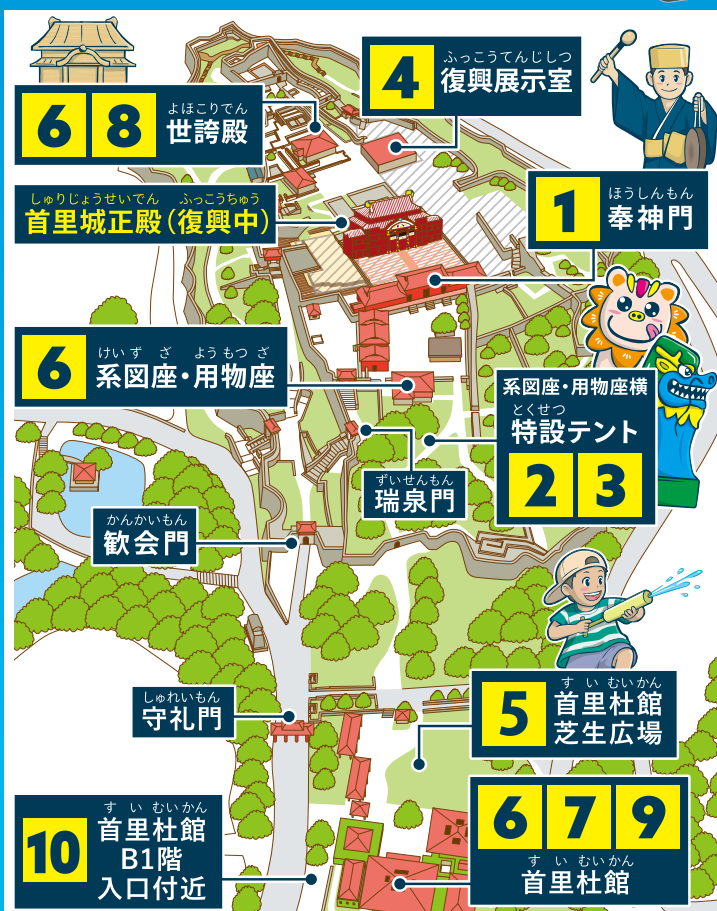 ふっこうてんじしつ
4 復興展示室
よほこりでん
6 8 世誇殿
しゅりじょうせいでん ふっこうちゅう
首里城正殿(復興中)
ほうしんもん
1 奉神門
けいずざ ようもつざ
6 系図座・用物座
系図座・用物座横
とくせつ
特設テント
2 3
ずいせんもん
瑞泉門
かんかいもん
歓会門
しゅれいもん
守礼門
すいむいかん
5 首里杜館
芝生広場
6 7 9
すいむいかん
首里杜館
すいむいかん
10 首里杜館
B1階
入口付近